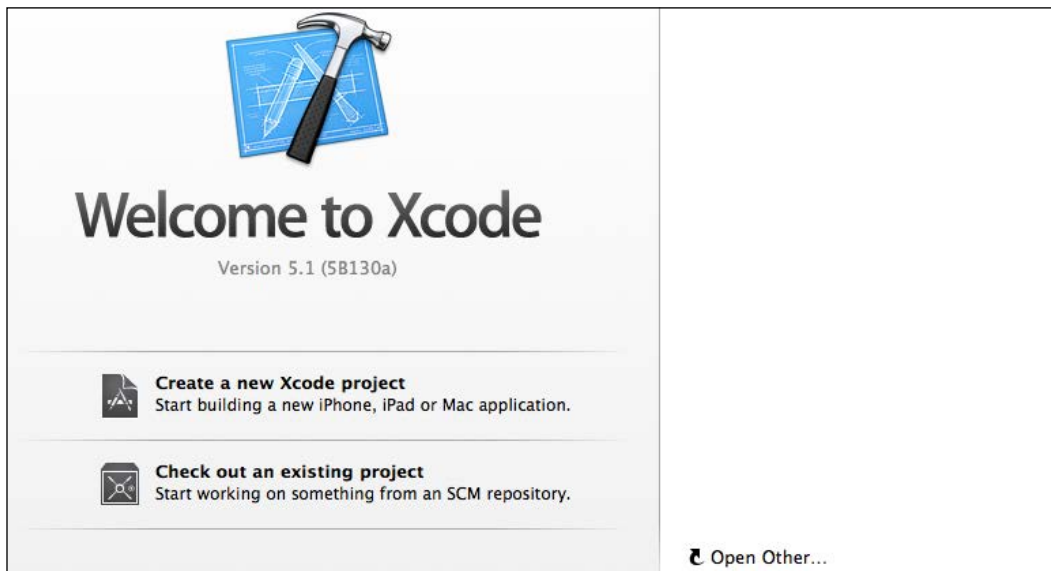 Welcome to Xcode
Version 5.1 (5B130a)
Create a new Xcode project
Start building a new iPhone, iPad or Mac application.
Check out an existing project
Start working on something from an SCM repository.
Open Other...